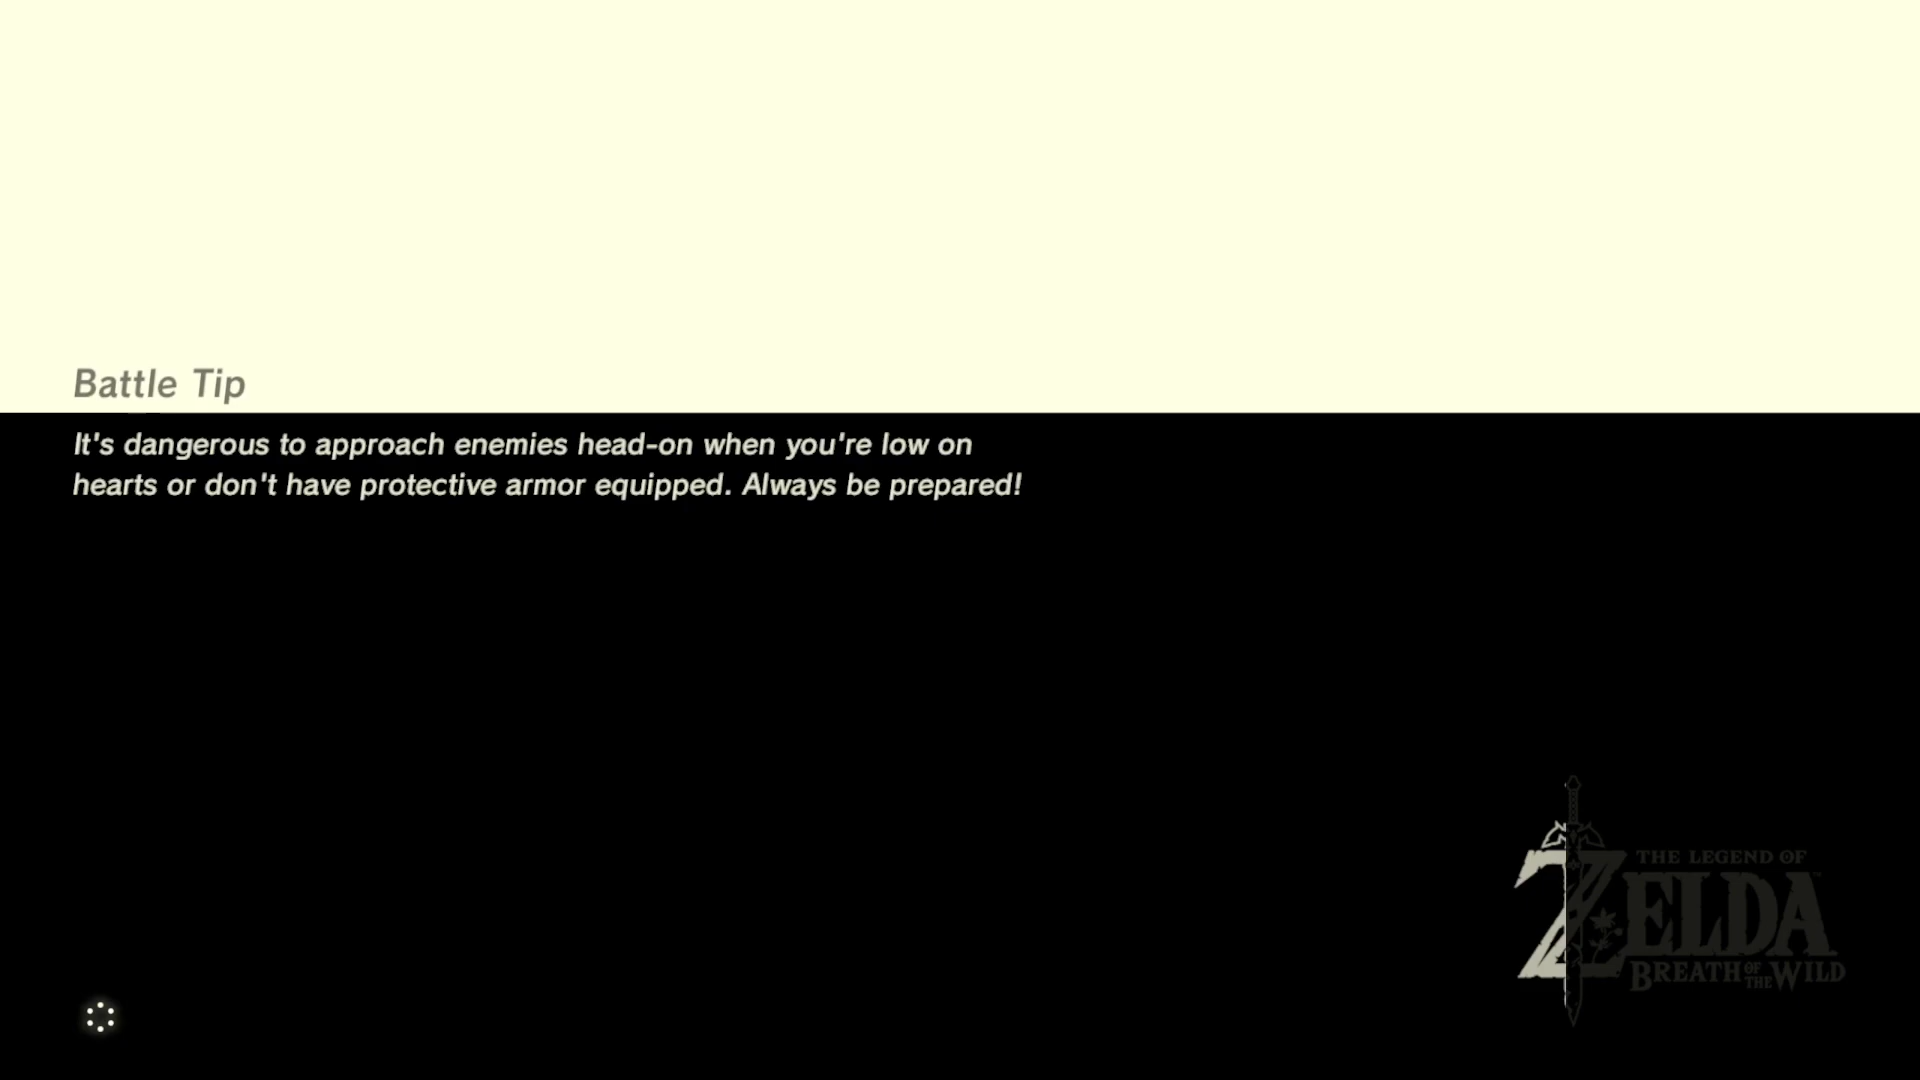 Battle Tip
It's dangerous to approach enemies head-on when you're low on
hearts or don't have protective armor equipped. Always be prepared!
THE LEGEND OF
ZELDA
BREATH OF THE WILD